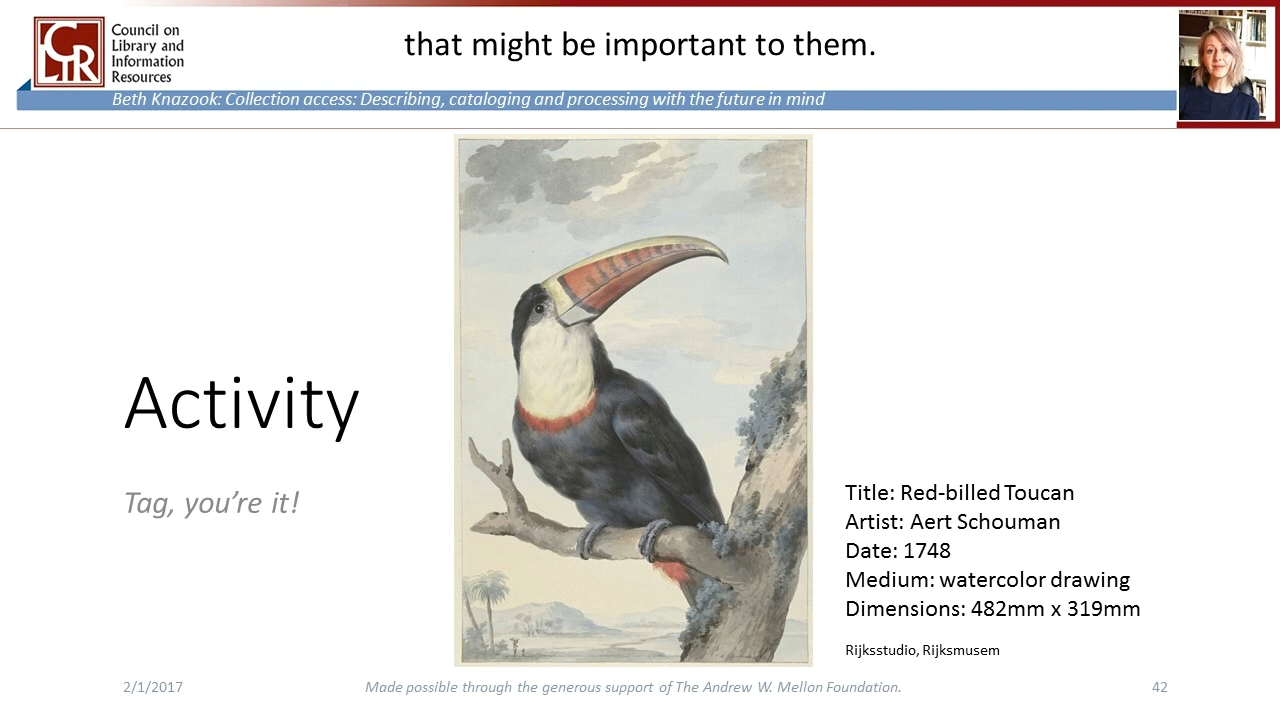 CLIR
Council on
Library and
Information
Resources
that might be important to them.
Beth Knazook: Collection access: Describing, cataloging and processing with the future in mind
Activity
Tag, you're it!
Title: Red-billed Toucan
Artist: Aert Schouman
Date: 1748
Medium: watercolor drawing
Dimensions: 482mm x 319mm
Rijksstudio, Rijksmusem
2/1/2017
Made possible through the generous support of The Andrew W. Mellon Foundation.
42